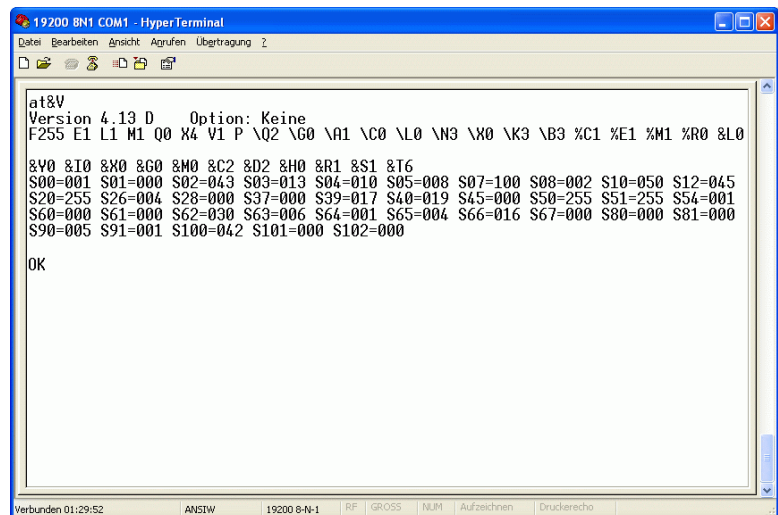 19200 8N1 COM1 - HyperTerminal
Datei Bearbeiten Ansicht Anrufen Übertragung ?
at&V
Version 4.13 D Option: Keine
F255 E1 L1 M1 Q0 X4 V1 P \Q2 \G0 \A1 \C0 \L0 \N3 \X0 \K3 \B3 %C1 %E1 %M1 %R0 &L0
&Y0 &I0 &X0 &G0 &M0 &C2 &D2 &H0 &R1 &S1 &T6
S00=001 S01=000 S02=043 S03=013 S04=010 S05=008 S07=100 S08=002 S10=050 S12=045
S20=255 S26=004 S28=000 S37=000 S39=017 S40=019 S45=000 S50=255 S51=255 S54=001
S60=000 S61=000 S62=030 S63=006 S64=001 S65=004 S66=016 S67=000 S80=000 S81=000
S90=005 S91=001 S100=042 S101=000 S102=000
OK
Verbunden 01:29:52 ANSIW 19200 8-N-1 RF GROSS NUM Aufzeichnen Druckerecho